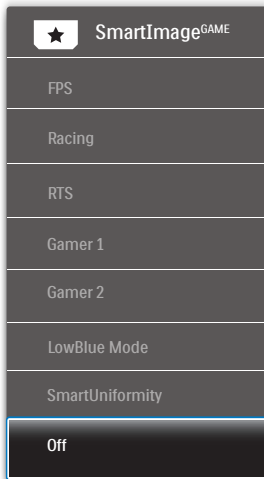 SmartImageGAME
FPS
Racing
RTS
Gamer 1
Gamer 2
LowBlue Mode
SmartUniformity
Off